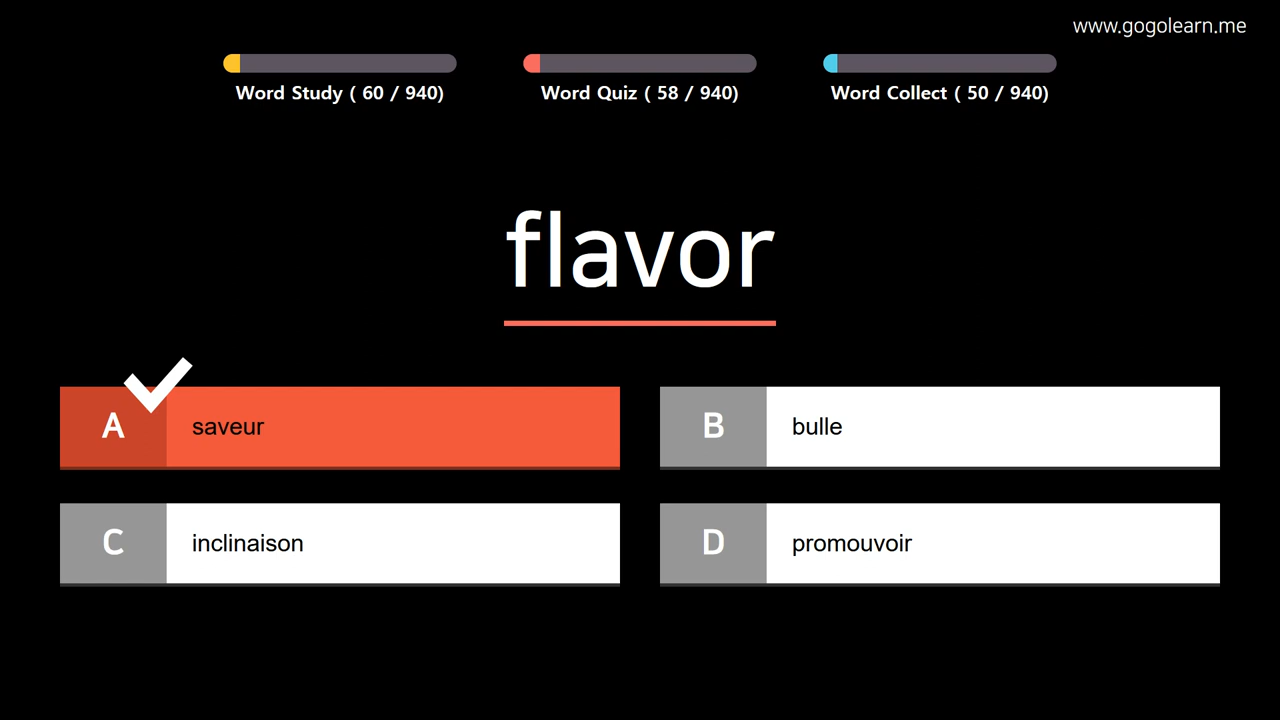 www.gogolearn.me
Word Study ( 60 / 940)
Word Quiz ( 58 / 940)
Word Collect ( 50 / 940)
flavor
A saveur
B bulle
C inclinaison
D promouvoir